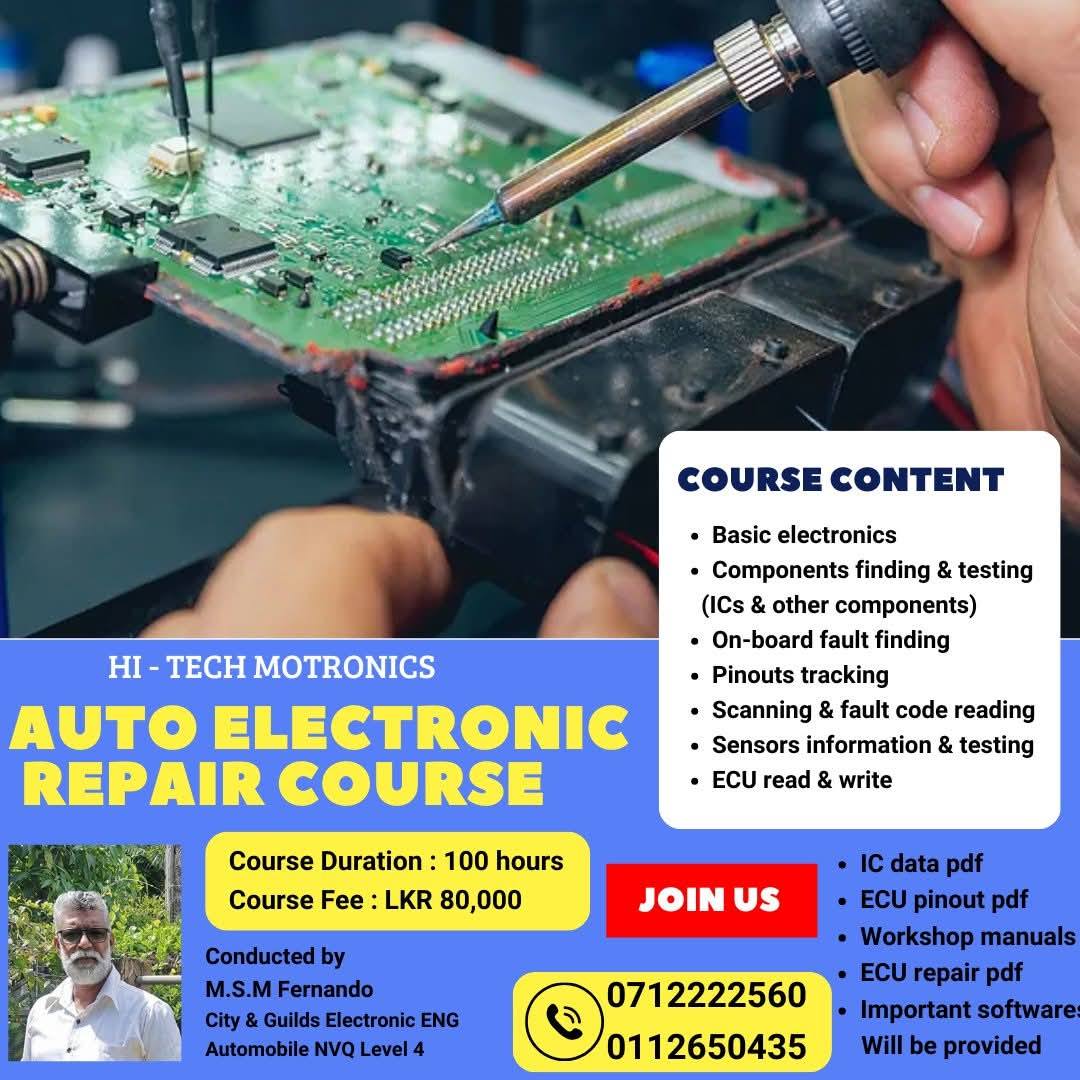 COURSE CONTENT
• Basic electronics
• Components finding & testing
(ICs & other components)
• On-board fault finding
• Pinouts tracking
• Scanning & fault code reading
• Sensors information & testing
• ECU read & write
HI - TECH MOTRONICS
AUTO ELECTRONIC
REPAIR COURSE
Course Duration : 100 hours
Course Fee : LKR 80,000
Conducted by
M.S.M Fernando
City & Guilds Electronic ENG
Automobile NVQ Level 4
JOIN US
0712222560
0112650435
• IC data pdf
• ECU pinout pdf
• Workshop manuals
• ECU repair pdf
• Important softwares
Will be provided